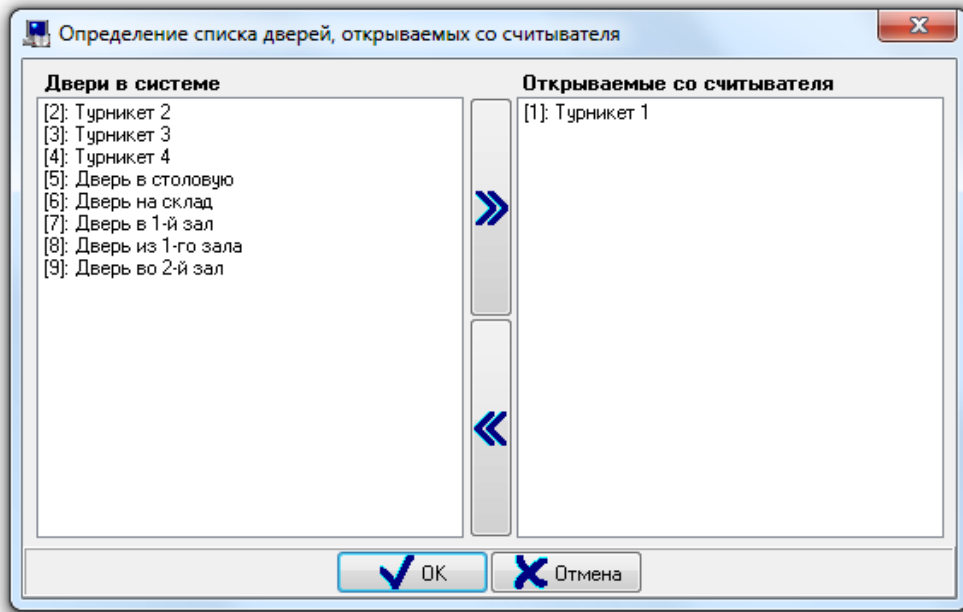 Определение списка дверей, открываемых со считывателя
Двери в системе
[2]: Турникет 2
[3]: Турникет 3
[4]: Турникет 4
[5]: Дверь в столовую
[6]: Дверь на склад
[7]: Дверь в 1-й зал
[8]: Дверь из 1-го зала
[9]: Дверь во 2-й зал
Открываемые со считывателя
[1]: Турникет 1
OK
Отмена